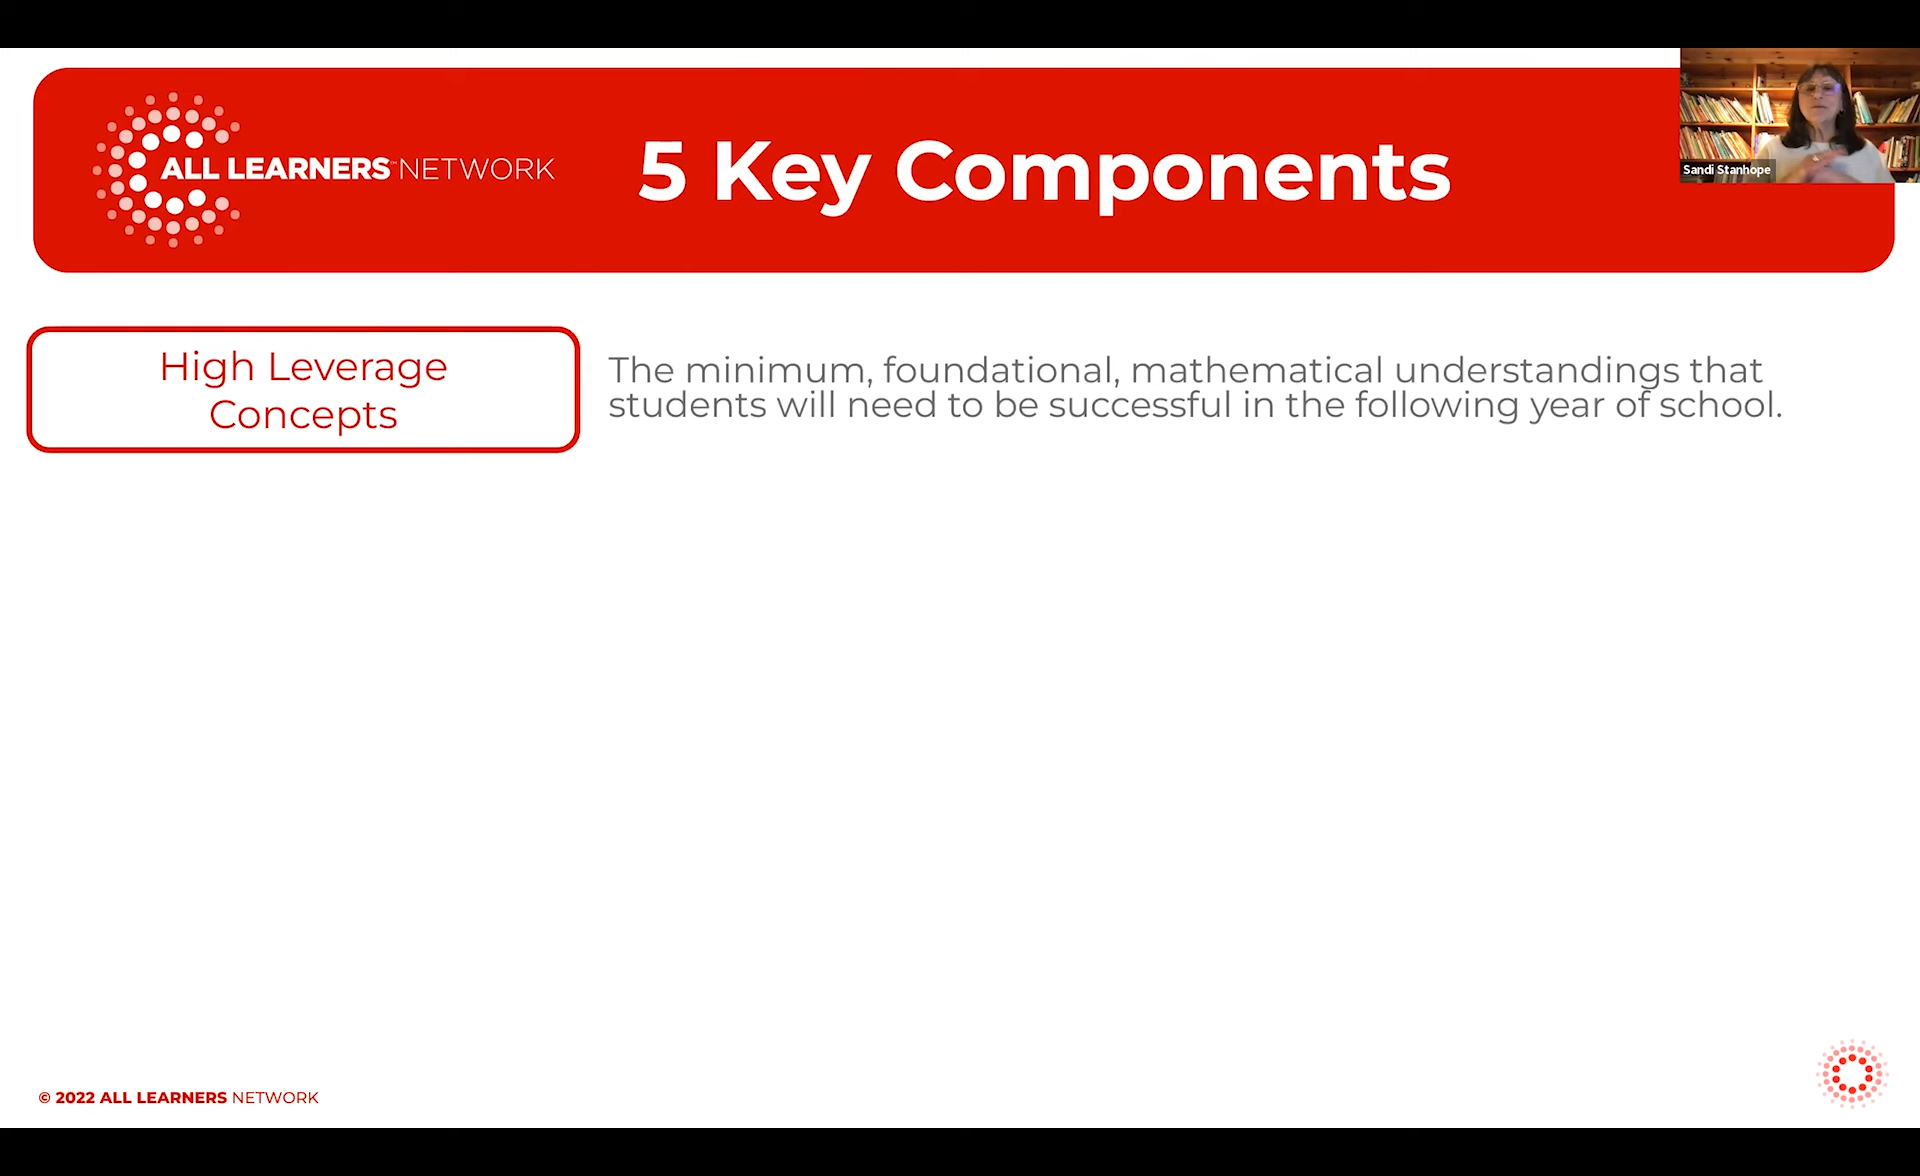 ALL LEARNERS™ NETWORK
5 Key Components
Sandi Stanhope
High Leverage
Concepts
The minimum, foundational, mathematical understandings that
students will need to be successful in the following year of school.
© 2022 ALL LEARNERS NETWORK